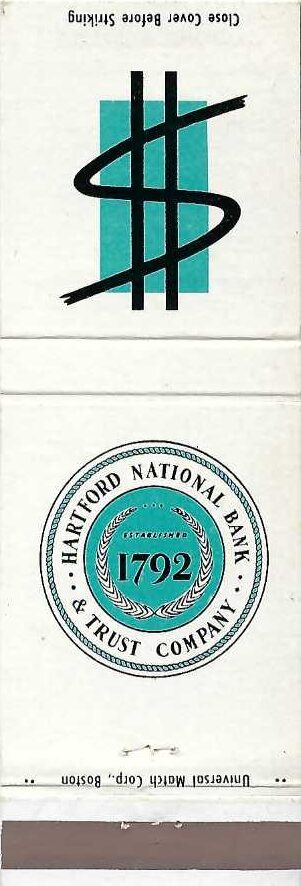 Close Cover Before Striking
$
HARTFORD NATIONAL BANK
& TRUST COMPANY
ESTABLISHED
1792
Universal Match Corp., Boston